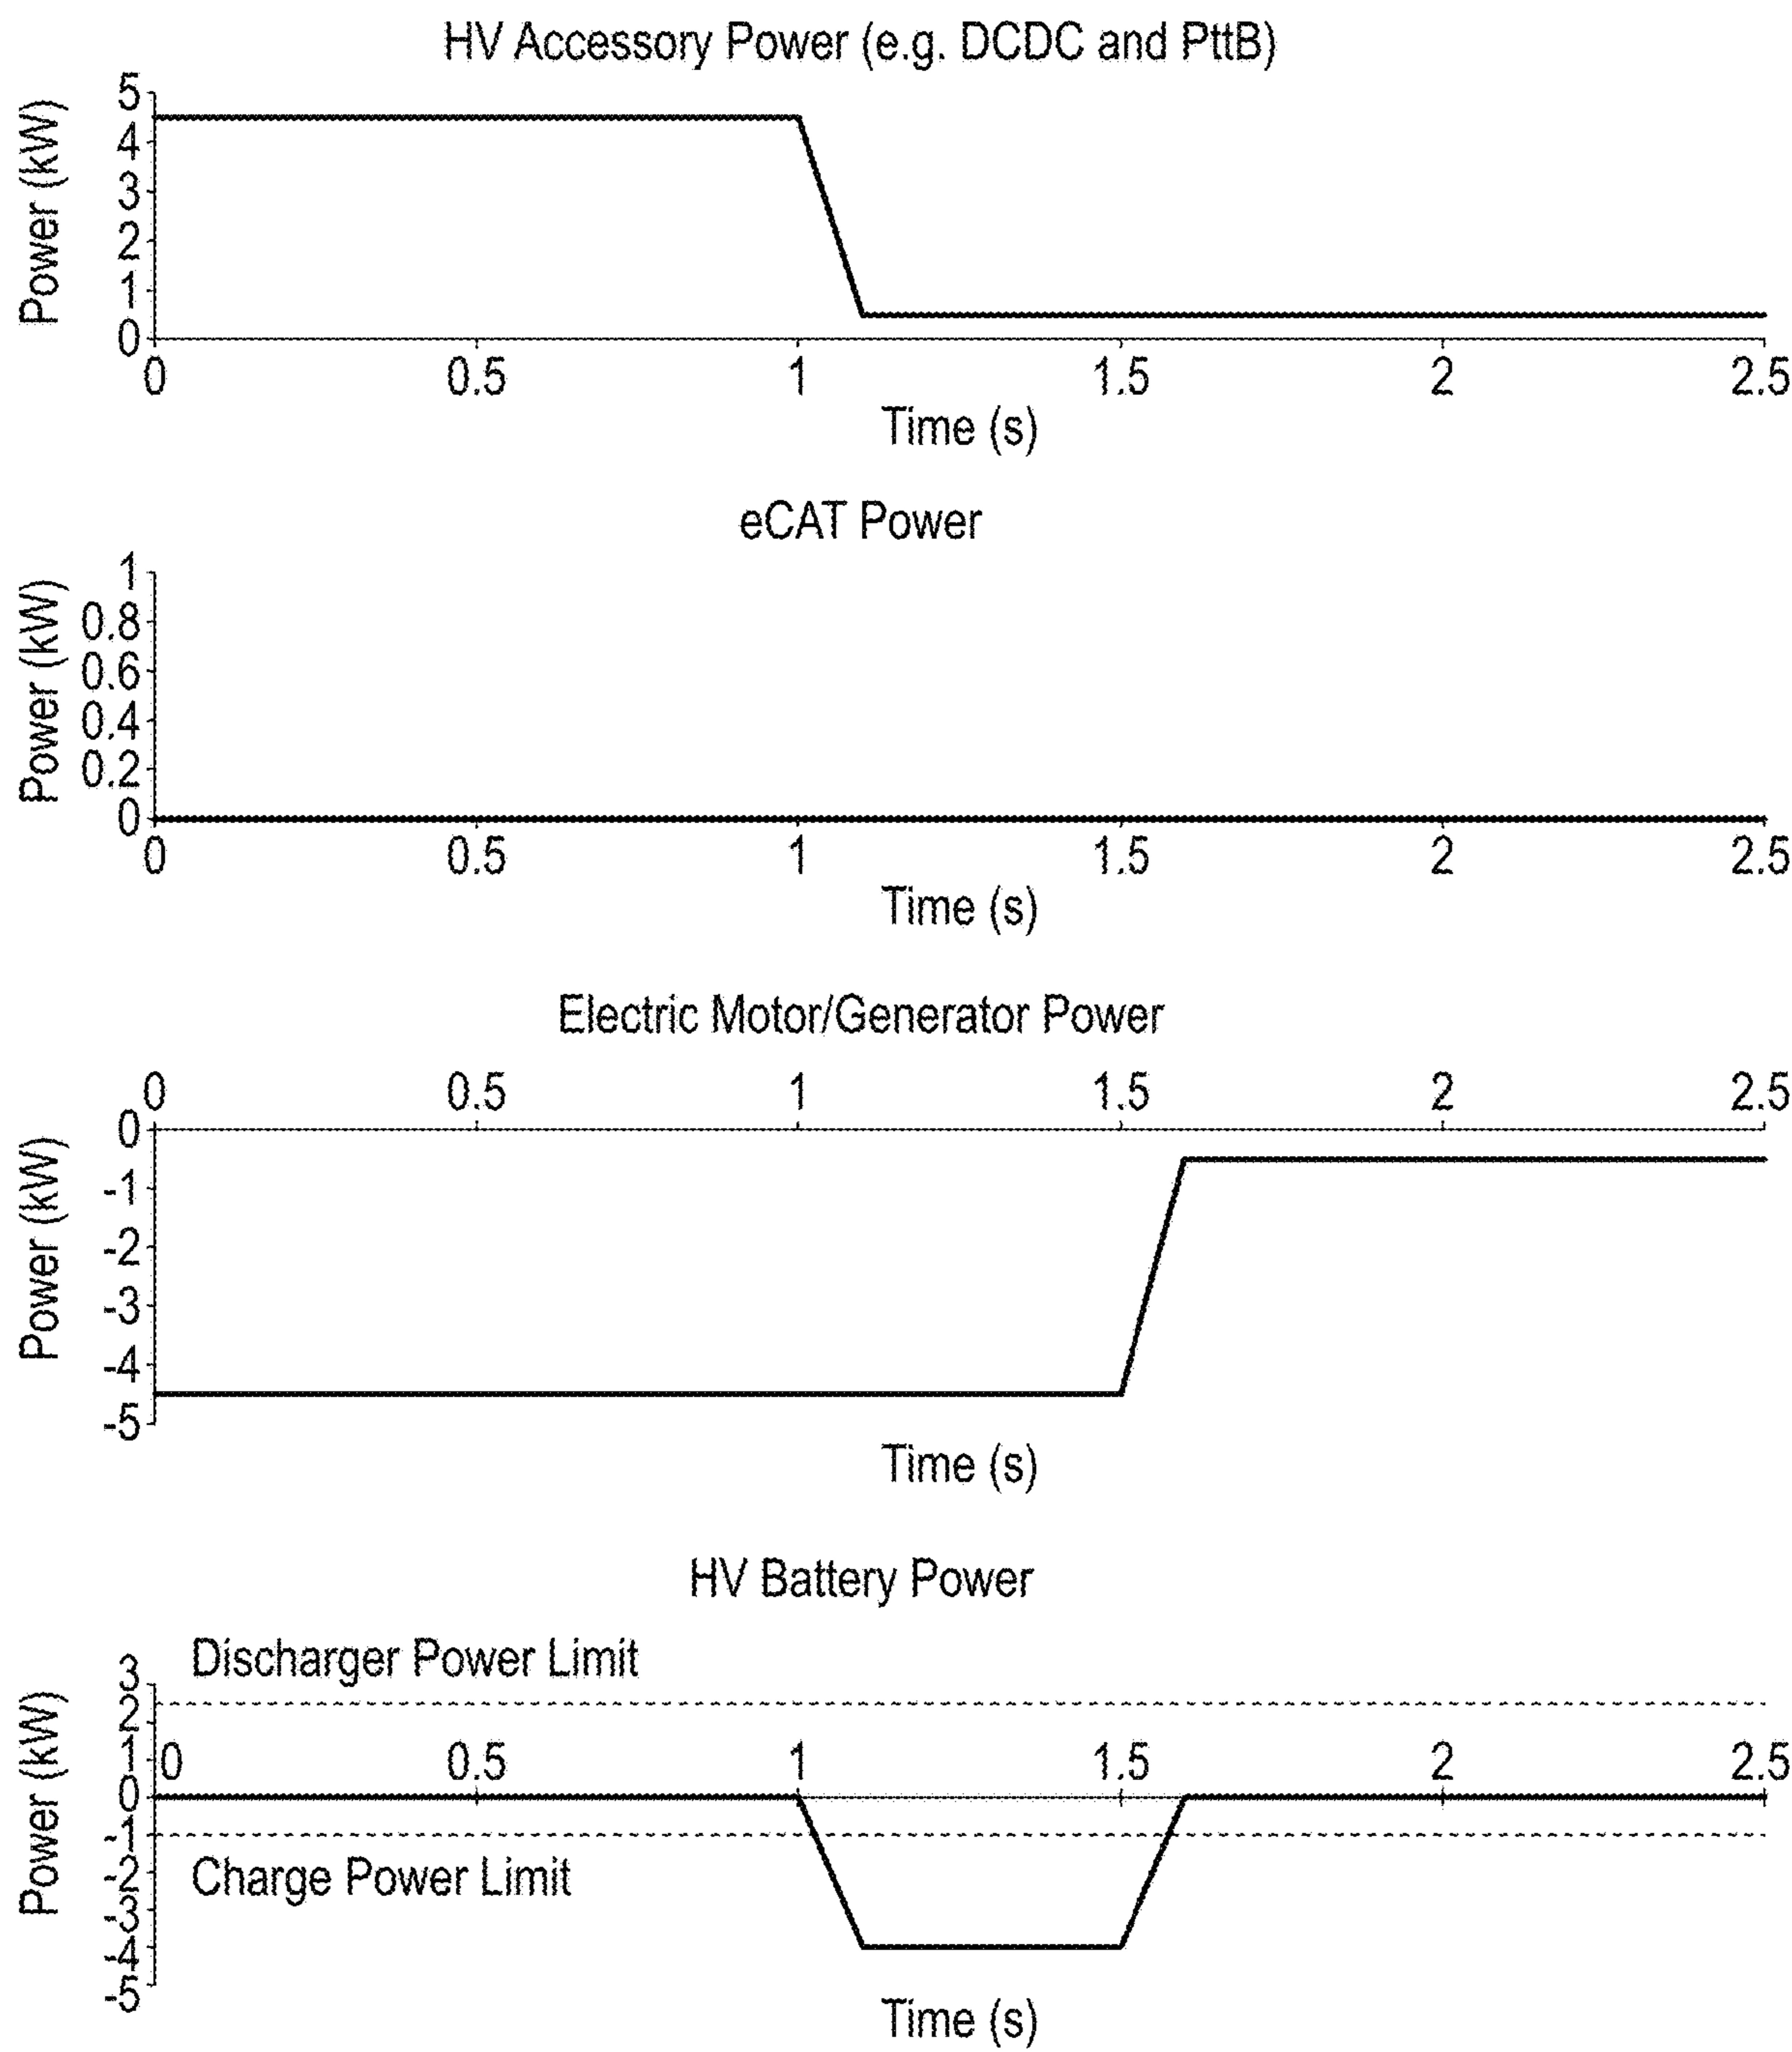 HV Accessory Power (e.g. DCDC and PttB)
Power (kW)
5
4
3
2
1
0
0 0.5 1 1.5 2 2.5
Time (s)
eCAT Power
Power (kW)
1
0.8
0.6
0.4
0.2
0
0 0.5 1 1.5 2 2.5
Time (s)
Electric Motor/Generator Power
0 0.5 1 1.5 2 2.5
Power (kW)
0
-1
-2
-3
-4
-5
Time (s)
HV Battery Power
Discharger Power Limit
Power (kW)
3
2
1
0 0.5 1 1.5 2 2.5
0
-1
Charge Power Limit
-2
-3
-4
-5
Time (s)